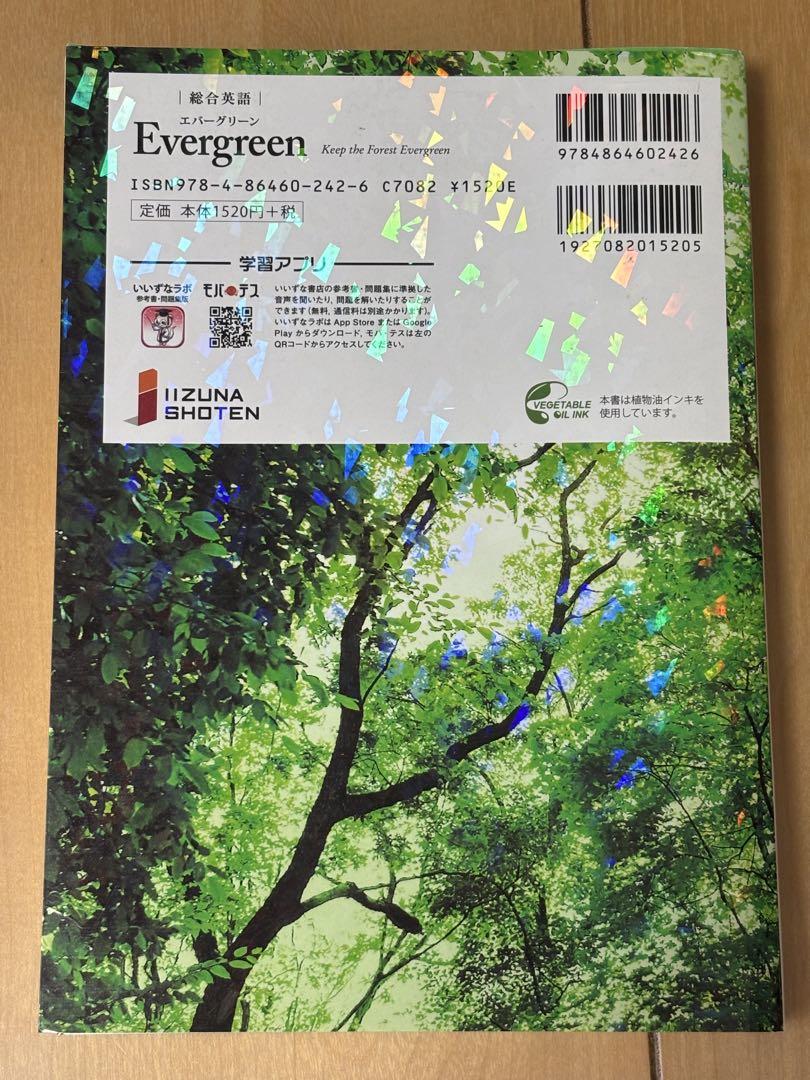 ｜総合英語｜
エバーグリーン
Evergreen Keep the Forest Evergreen
ISBN978-4-86460-242-6 C7082 ¥1520E
定価 本体1520円+税
9784864602426
1927082015205
学習アプリ
いいずなラボ
参考書・問題集版
モバ・テス
いいずな書店の参考書・問題集に準拠した
音声を聞いたり，問題を解いたりすることが
できます（無料，通信料は別途かかります）。
いいずなラボは App Store または Google
Play からダウンロード，モバ・テスは左の
QRコードからアクセスしてください。
IIZUNA
SHOTEN
VEGETABLE
OIL INK
本書は植物油インキを
使用しています。